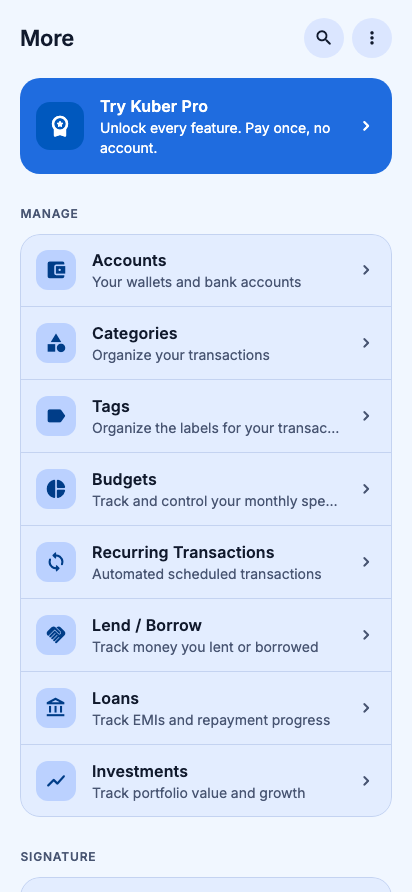 More
Try Kuber Pro
Unlock every feature. Pay once, no
account.
MANAGE
Accounts
Your wallets and bank accounts
Categories
Organize your transactions
Tags
Organize the labels for your transac...
Budgets
Track and control your monthly spe...
Recurring Transactions
Automated scheduled transactions
Lend / Borrow
Track money you lent or borrowed
Loans
Track EMIs and repayment progress
Investments
Track portfolio value and growth
SIGNATURE